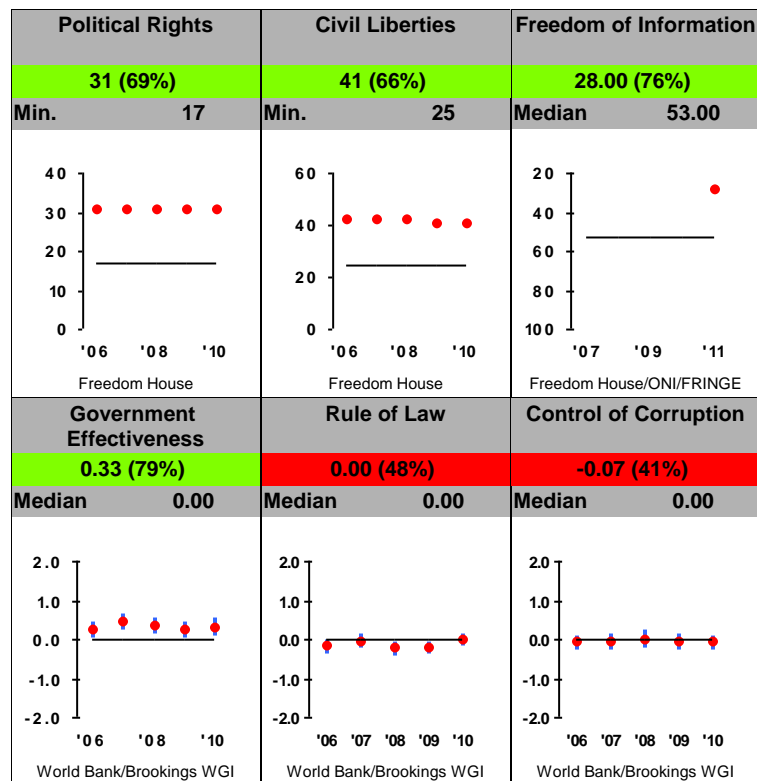 Political Rights
31 (69%)
Min. 17
40
30
20
10
0
'06 '08 '10
Freedom House
Civil Liberties
41 (66%)
Min. 25
60
40
20
0
'06 '08 '10
Freedom House
Freedom of Information
28.00 (76%)
Median 53.00
20
40
60
80
100
'07 '09 '11
Freedom House/ONI/FRINGE
Government
Effectiveness
0.33 (79%)
Median 0.00
2.0
1.0
0.0
-1.0
-2.0
'06 '08 '10
World Bank/Brookings WGI
Rule of Law
0.00 (48%)
Median 0.00
2.0
1.0
0.0
-1.0
-2.0
'06 '07 '08 '09 '10
World Bank/Brookings WGI
Control of Corruption
-0.07 (41%)
Median 0.00
2.0
1.0
0.0
-1.0
-2.0
'06 '07 '08 '09 '10
World Bank/Brookings WGI